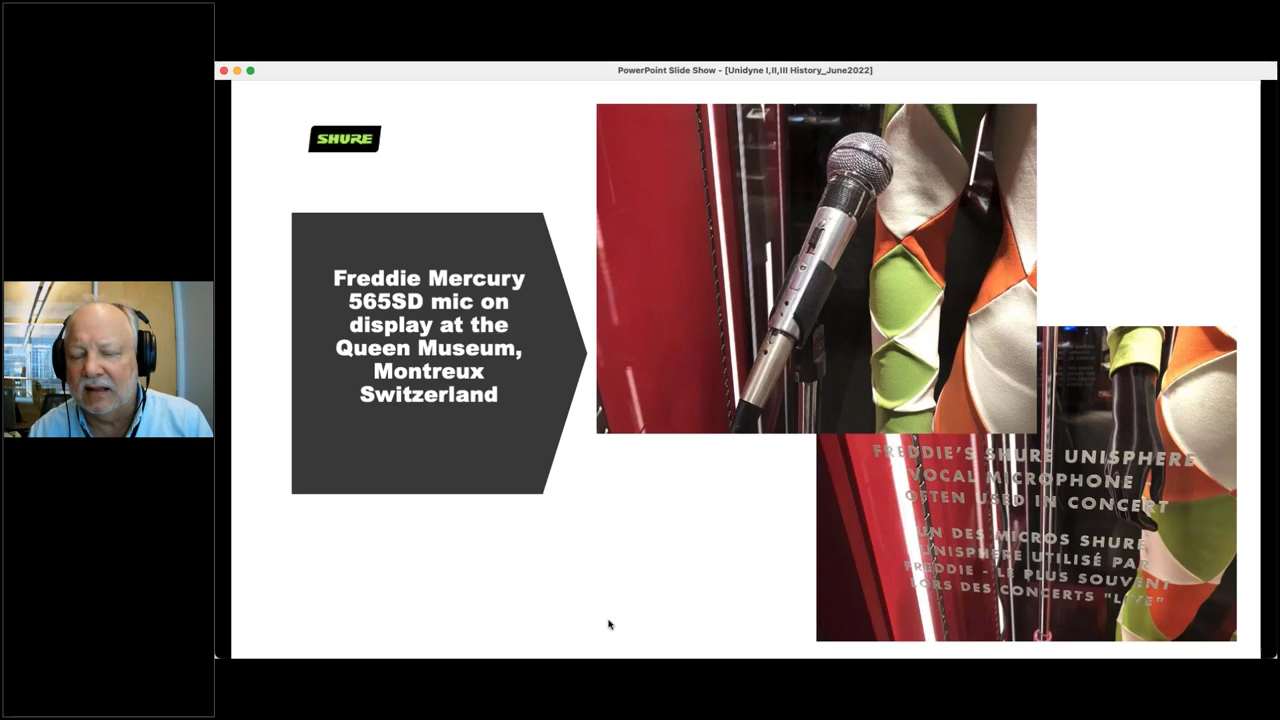 PowerPoint Slide Show - [Unidyne I,II,III History_June2022]
SHURE
Freddie Mercury
565SD mic on
display at the
Queen Museum,
Montreux
Switzerland
FREDDIE'S SHURE UNISPHERE
VOCAL MICROPHONE
OFTEN USED IN CONCERT
UN DES MICROS SHURE
UNISPHERE UTILISÉ PAR
FREDDIE - LE PLUS SOUVENT
LORS DES CONCERTS "LIVE"